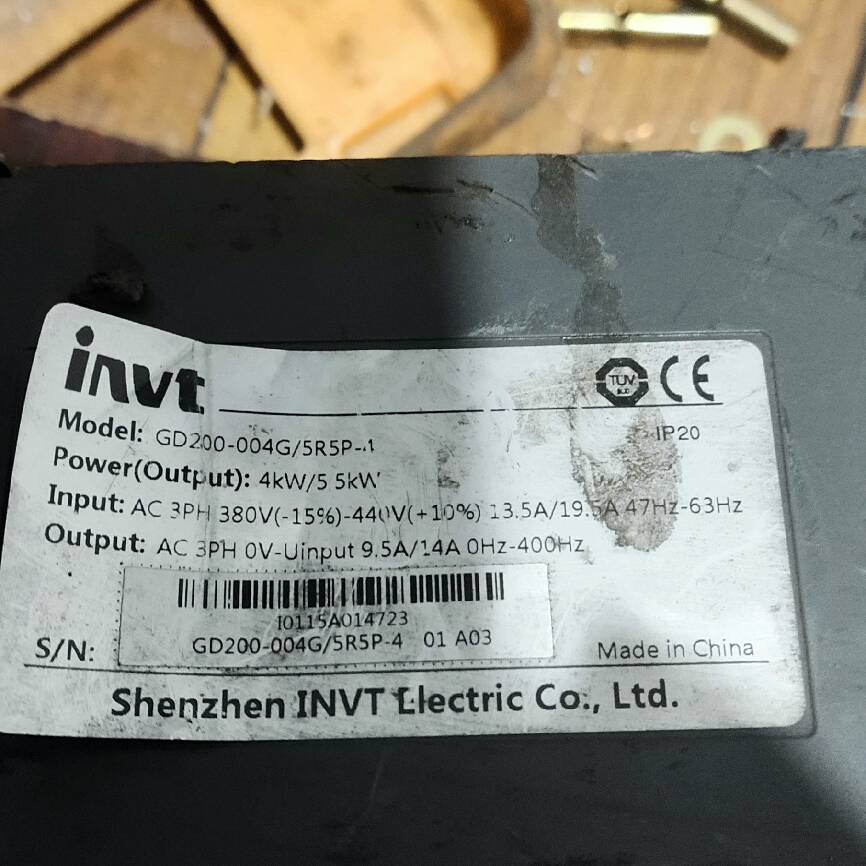 invt
TUV CE
Model: GD200-004G/5R5P-4
IP20
Power(Output): 4kW/5 5kW
Input: AC 3PH 380V(-15%)-440V(+10%) 13.5A/19.5A 47Hz-63Hz
Output: AC 3PH 0V-Uinput 9.5A/14A 0Hz-400Hz
I0115A014723
S/N: GD200-004G/5R5P-4 01 A03
Made in China
Shenzhen INVT Electric Co., Ltd.